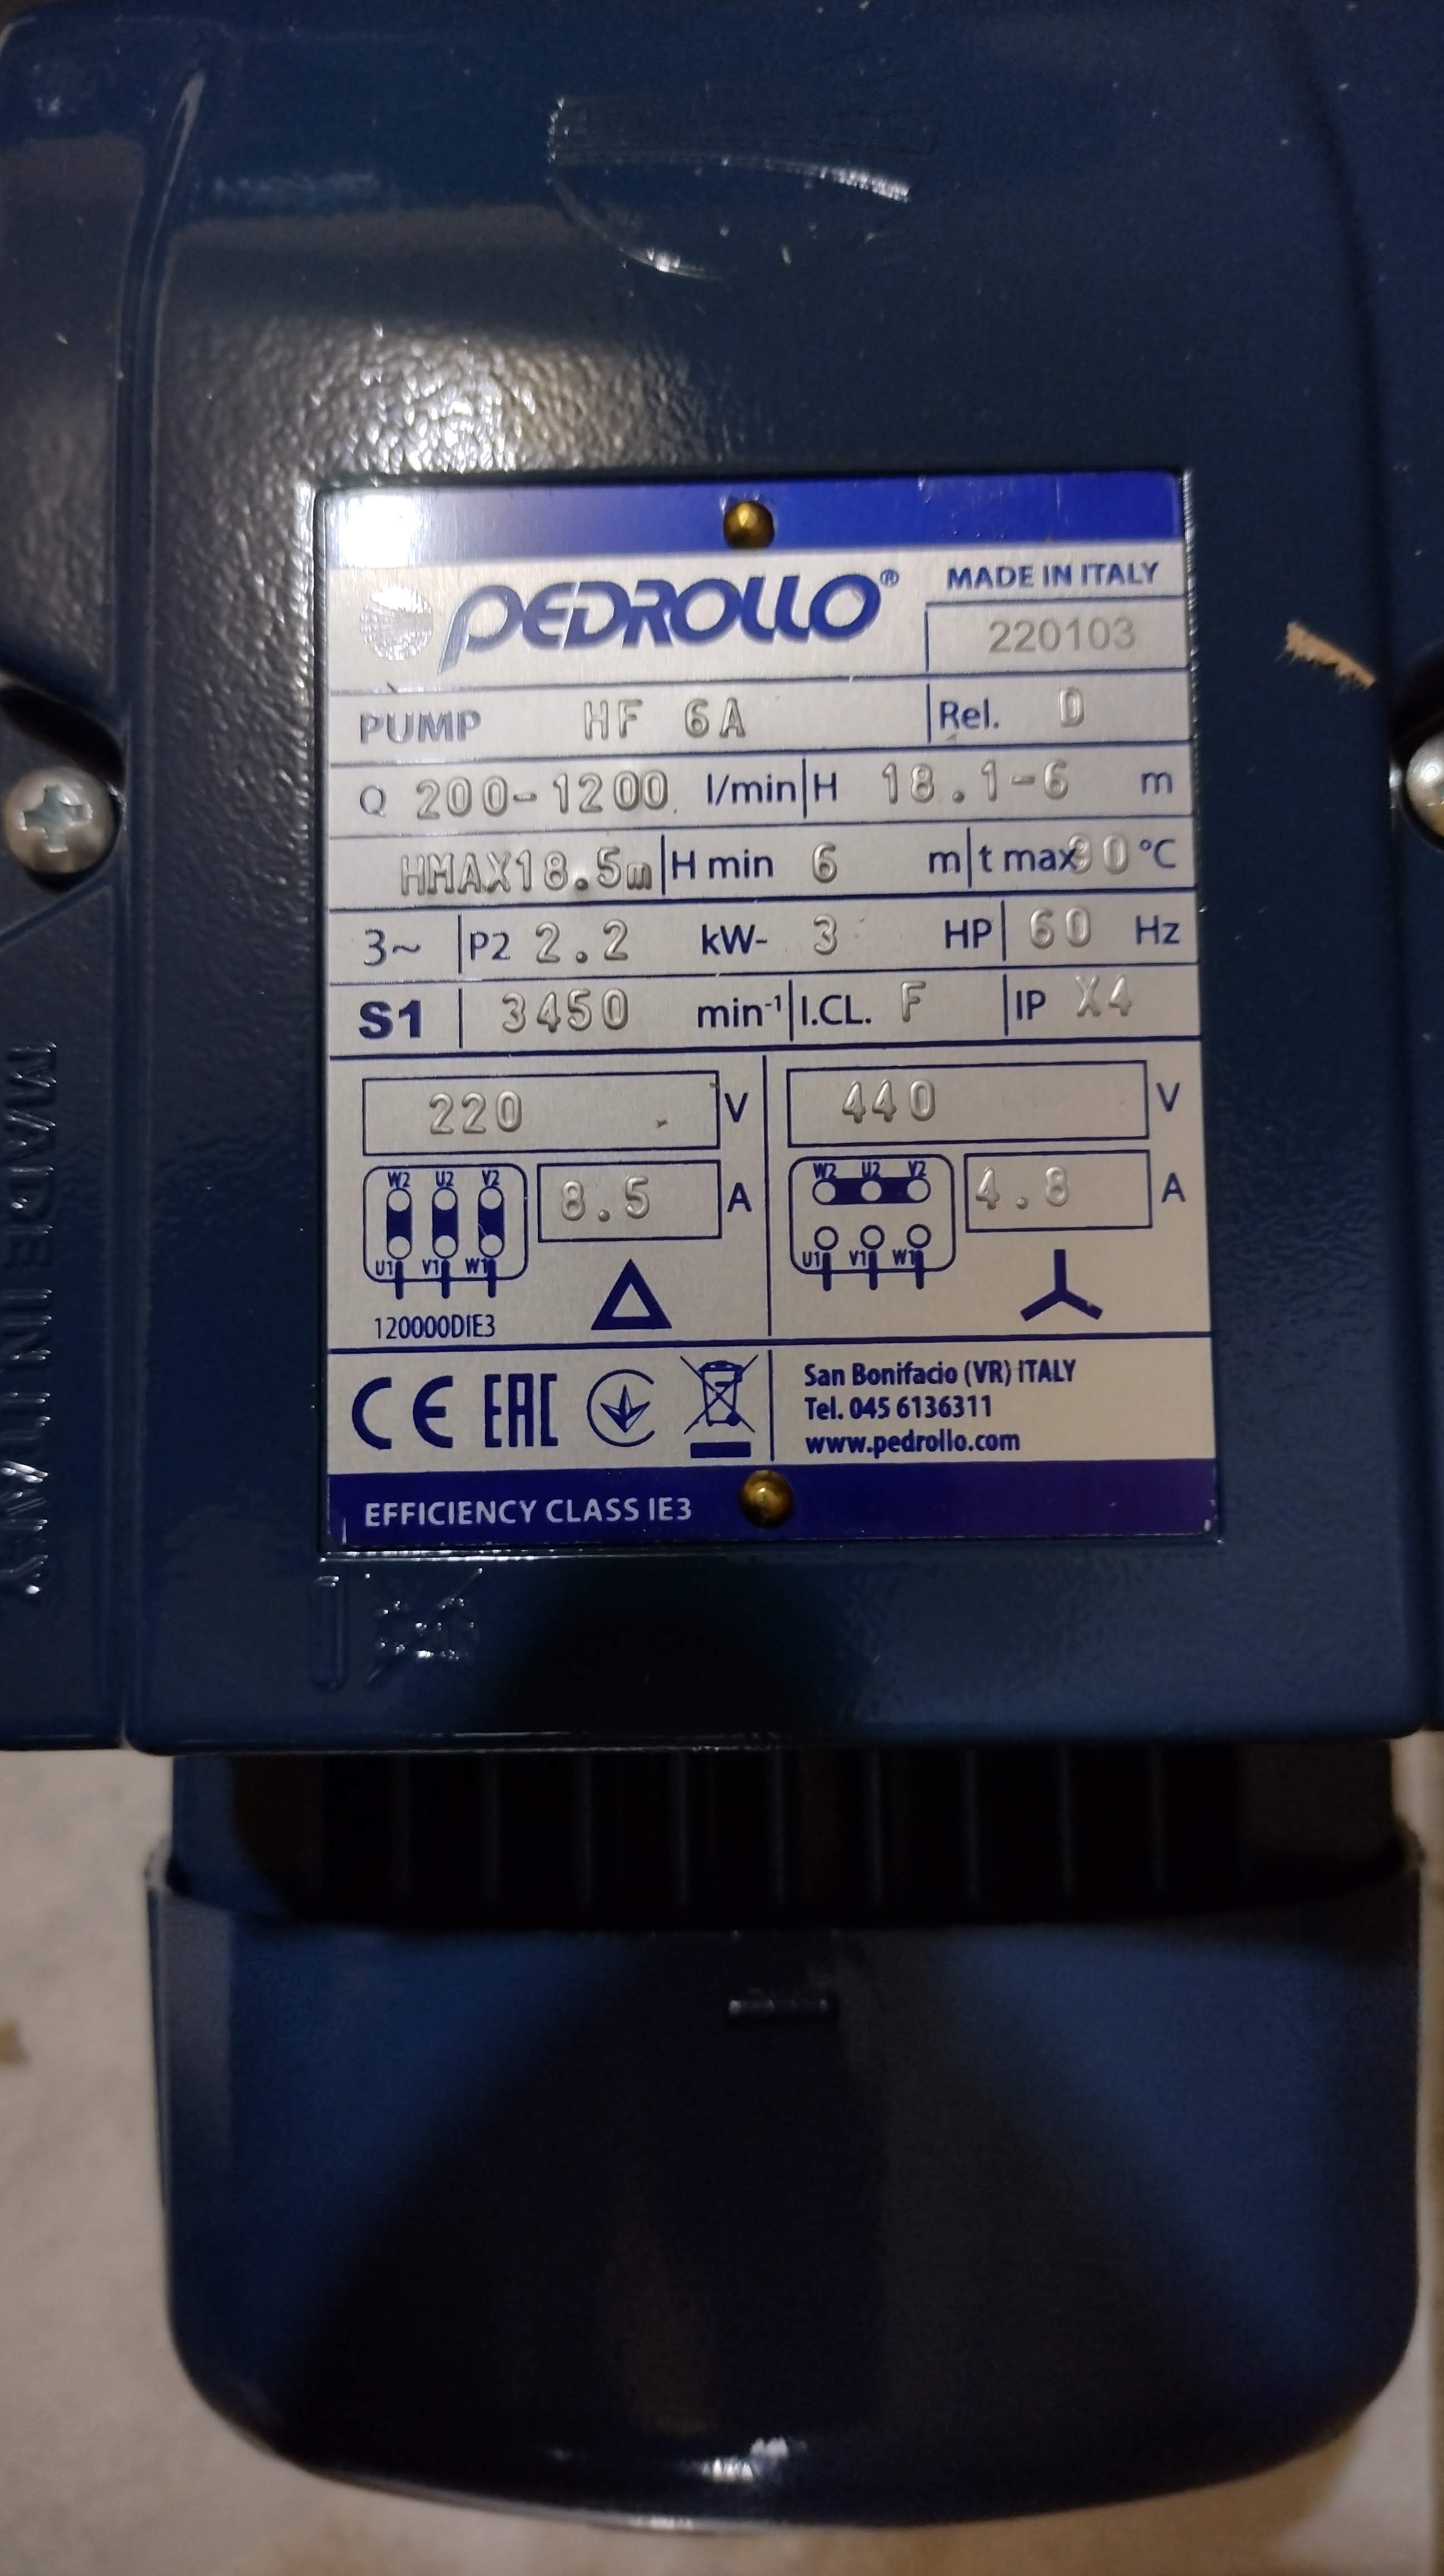 PEDROLLO®
MADE IN ITALY
220103
PUMP HF 6A Rel. D
Q 200-1200 l/min H 18.1-6 m
HMAX18.5m H min 6 m t max 90 °C
3~ P2 2.2 kW- 3 HP 60 Hz
S1 3450 min⁻¹ I.CL. F IP X4
220 V 440 V
W2 U2 V2 8.5 A W2 U2 V2 4.8 A
U1 V1 W1 U1 V1 W1
120000DIE3
CE EAC San Bonifacio (VR) ITALY
Tel. 045 6136311
www.pedrollo.com
EFFICIENCY CLASS IE3
MADE IN ITALY